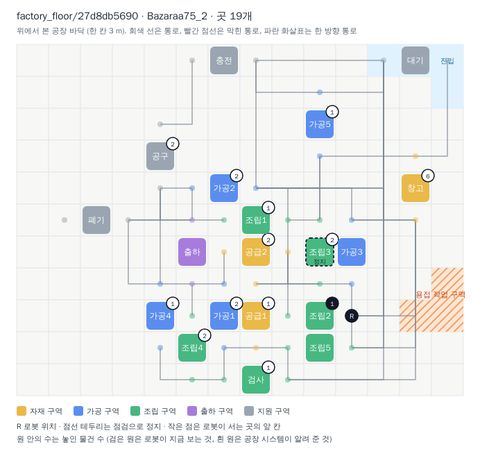 factory_floor/27d8db5690 · Bazaraa75_2 · 곳 19개
위에서 본 공장 바닥 (한 칸 3 m). 회색 선은 통로, 빨간 점선은 막힌 통로, 파란 화살표는 한 방향 통로
충전
대기
진입
1
가공5
2
공구
2
가공2
6
창고
폐기
1
조립1
출하
2
공급2
2
조립3
정지
가공3
용접 작업 구역
1
가공4
2
가공1
1
공급1
1
조립2
R
2
조립4
조립5
1
검사
자재 구역
가공 구역
조립 구역
출하 구역
지원 구역
R 로봇 위치 · 점선 테두리는 점검으로 정지 · 작은 점은 로봇이 서는 곳의 앞 칸
원 안의 수는 놓인 물건 수 (검은 원은 로봇이 지금 보는 것, 흰 원은 공장 시스템이 알려 준 것)